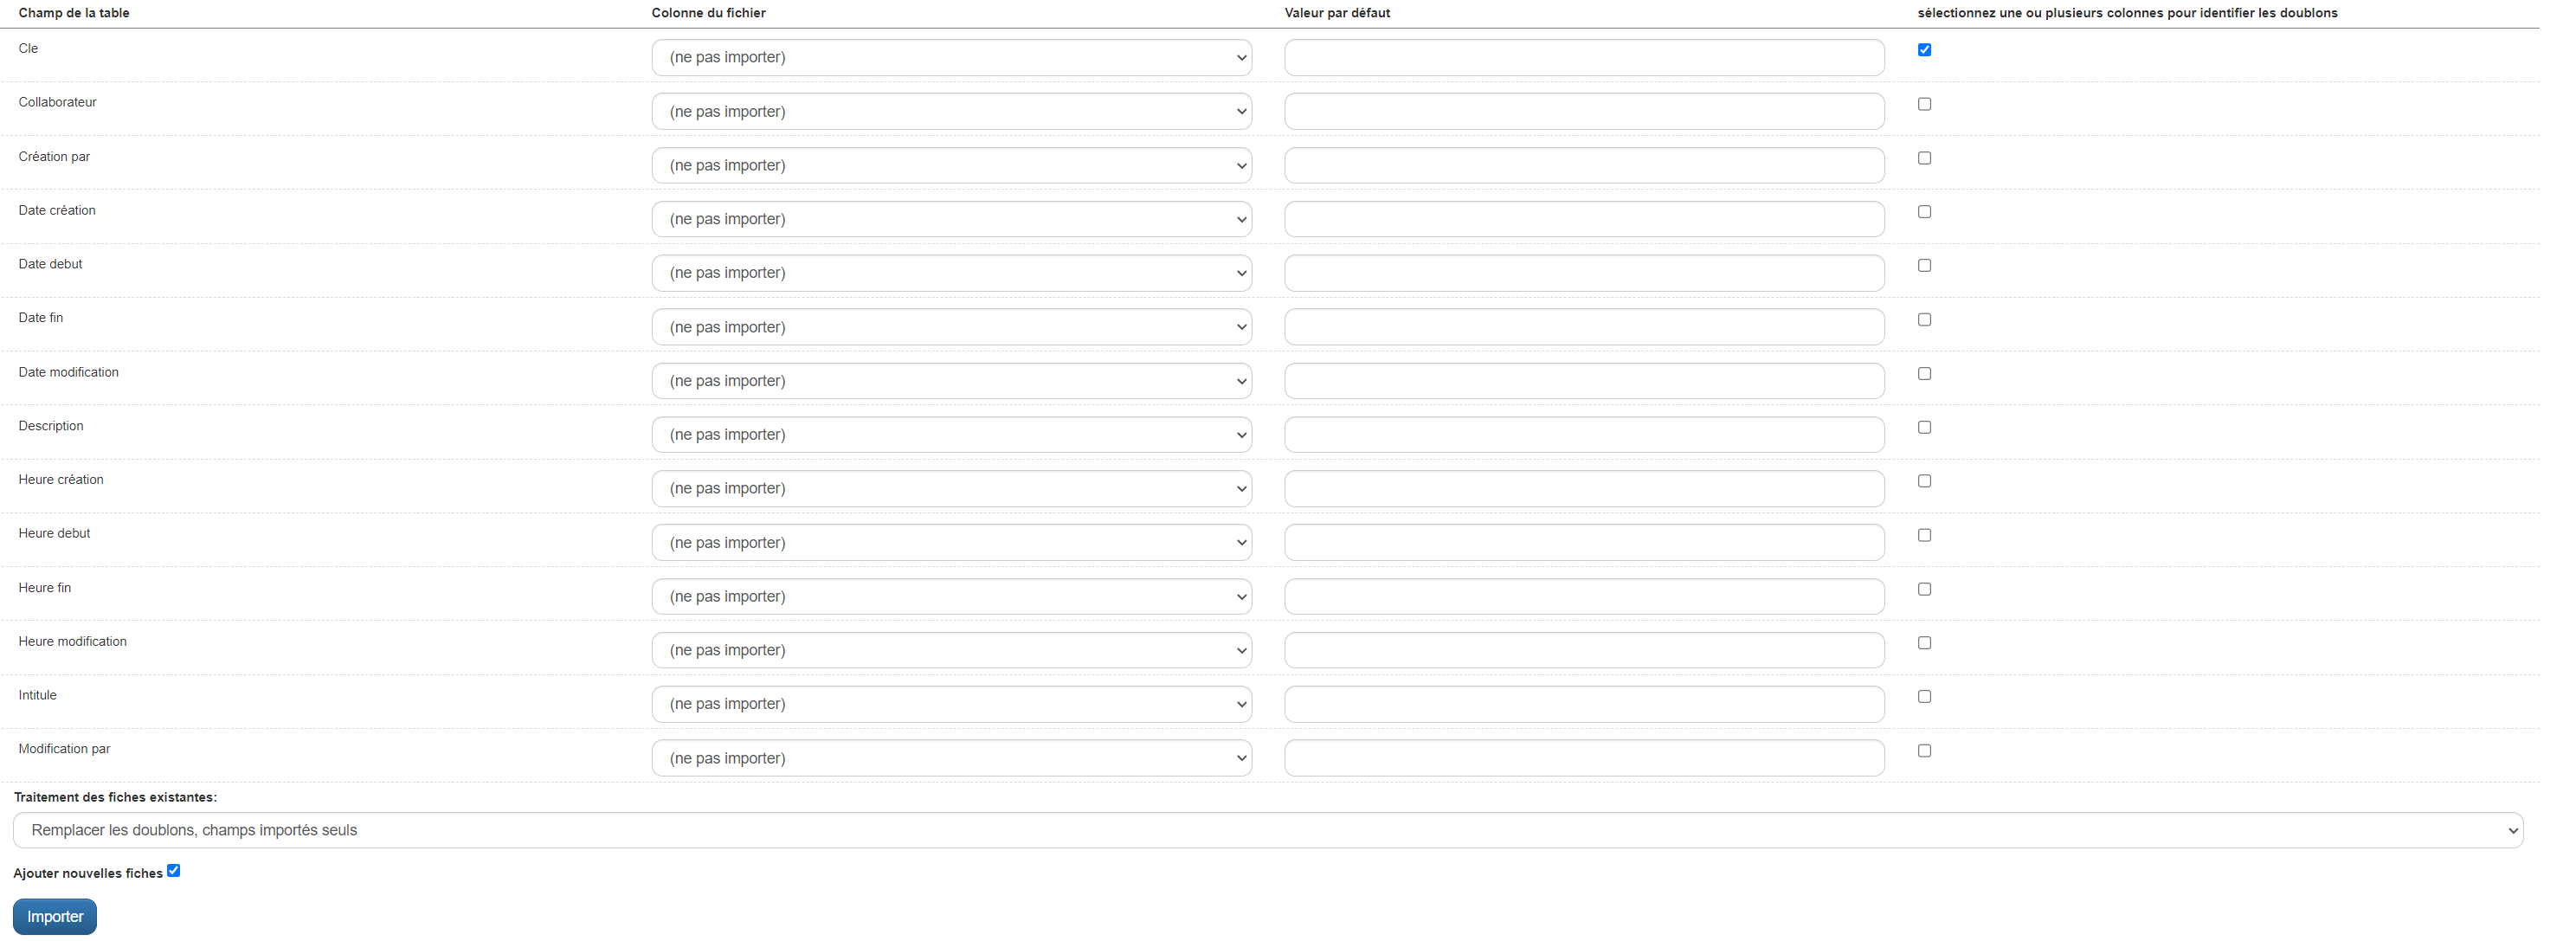 Champ de la table Colonne du fichier Valeur par défaut sélectionnez une ou plusieurs colonnes pour identifier les doublons
Cle (ne pas importer)
Collaborateur (ne pas importer)
Création par (ne pas importer)
Date création (ne pas importer)
Date debut (ne pas importer)
Date fin (ne pas importer)
Date modification (ne pas importer)
Description (ne pas importer)
Heure création (ne pas importer)
Heure debut (ne pas importer)
Heure fin (ne pas importer)
Heure modification (ne pas importer)
Intitule (ne pas importer)
Modification par (ne pas importer)
Traitement des fiches existantes:
Remplacer les doublons, champs importés seuls
Ajouter nouvelles fiches
Importer